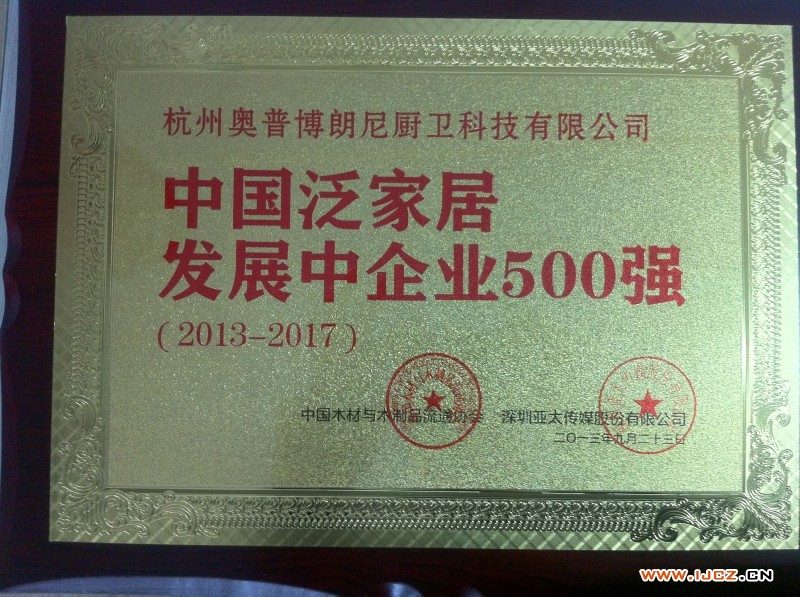 杭州奥普博朗尼厨卫科技有限公司
中国泛家居
发展中企业500强
(2013-2017)
中国木材与木制品流通协会 深圳亚太传媒股份有限公司
二〇一三年九月二十三日
WWW.IJCZ.CN